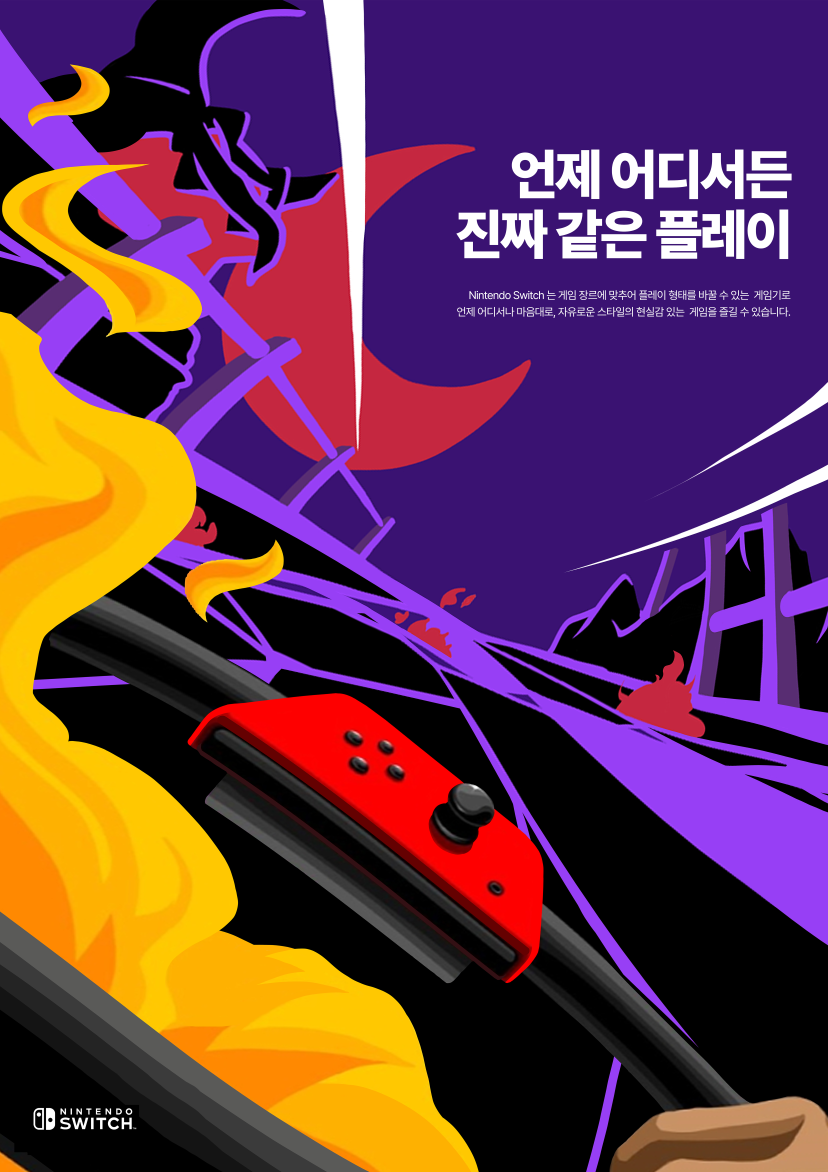 언제 어디서든
진짜 같은 플레이
Nintendo Switch 는 게임 장르에 맞추어 플레이 형태를 바꿀 수 있는 게임기로
언제 어디서나 마음대로, 자유로운 스타일의 현실감 있는 게임을 즐길 수 있습니다.
NINTENDO
SWITCH